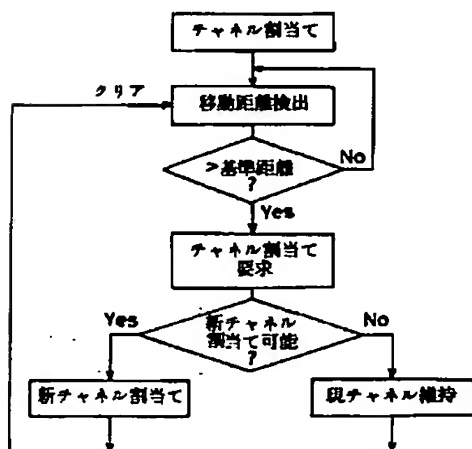 チャネル割当て
クリア
移動距離検出
>基準距離
?
No
Yes
チャネル割当て
要求
Yes
新チャネル
割当て可能
?
No
新チャネル割当て
現チャネル維持